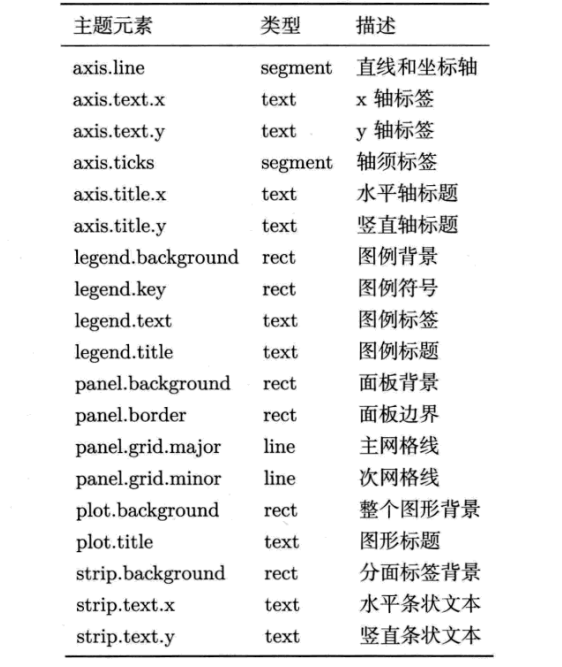 主题元素 类型 描述
axis.line segment 直线和坐标轴
axis.text.x text x 轴标签
axis.text.y text y 轴标签
axis.ticks segment 轴须标签
axis.title.x text 水平轴标题
axis.title.y text 竖直轴标题
legend.background rect 图例背景
legend.key rect 图例符号
legend.text text 图例标签
legend.title text 图例标题
panel.background rect 面板背景
panel.border rect 面板边界
panel.grid.major line 主网格线
panel.grid.minor line 次网格线
plot.background rect 整个图形背景
plot.title text 图形标题
strip.background rect 分面标签背景
strip.text.x text 水平条状文本
strip.text.y text 竖直条状文本